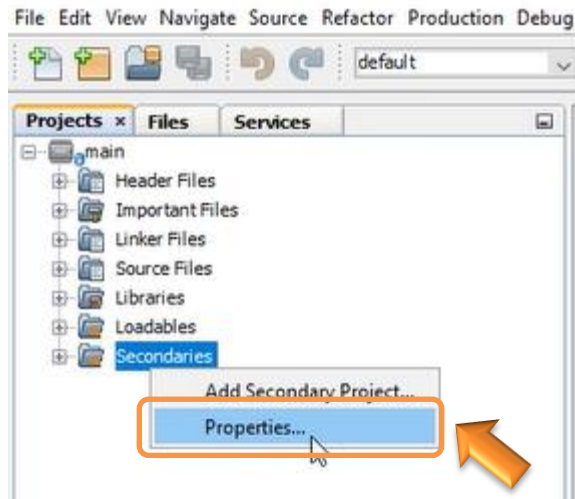 File Edit View Navigate Source Refactor Production Debug
default
Projects × Files Services
main
Header Files
Important Files
Linker Files
Source Files
Libraries
Loadables
Secondaries
Add Secondary Project...
Properties...